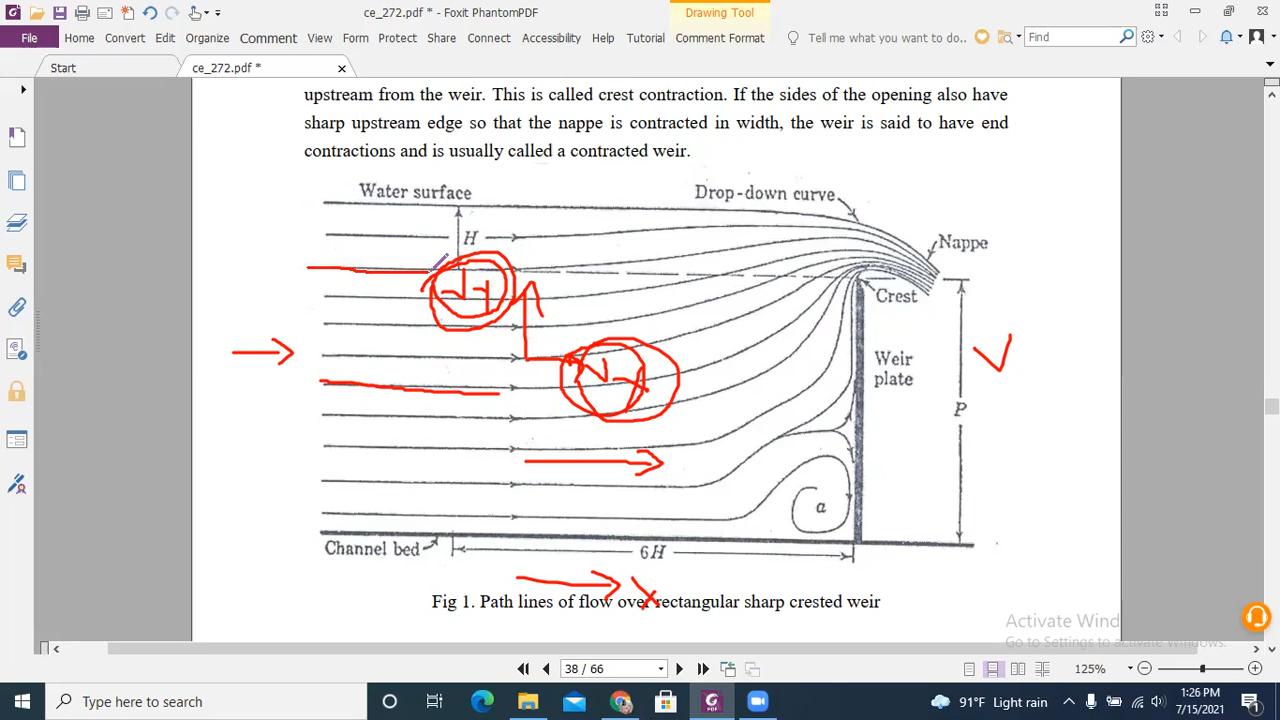 ce_272.pdf * - Foxit PhantomPDF
Drawing Tool
File Home Convert Edit Organize Comment View Form Protect Share Connect Accessibility Help Tutorial Comment Format Tell me what you want to do.. Find
Start ce_272.pdf *
upstream from the weir. This is called crest contraction. If the sides of the opening also have
sharp upstream edge so that the nappe is contracted in width, the weir is said to have end
contractions and is usually called a contracted weir.
Water surface
Drop-down curve
H
Nappe
Crest
Weir
plate
P
a
Channel bed
6H
x
Fig 1. Path lines of flow over rectangular sharp crested weir
Activate Wind
Go to Settings to activate Windows.
38 / 66
125%
Type here to search
91°F Light rain
1:26 PM
7/15/2021